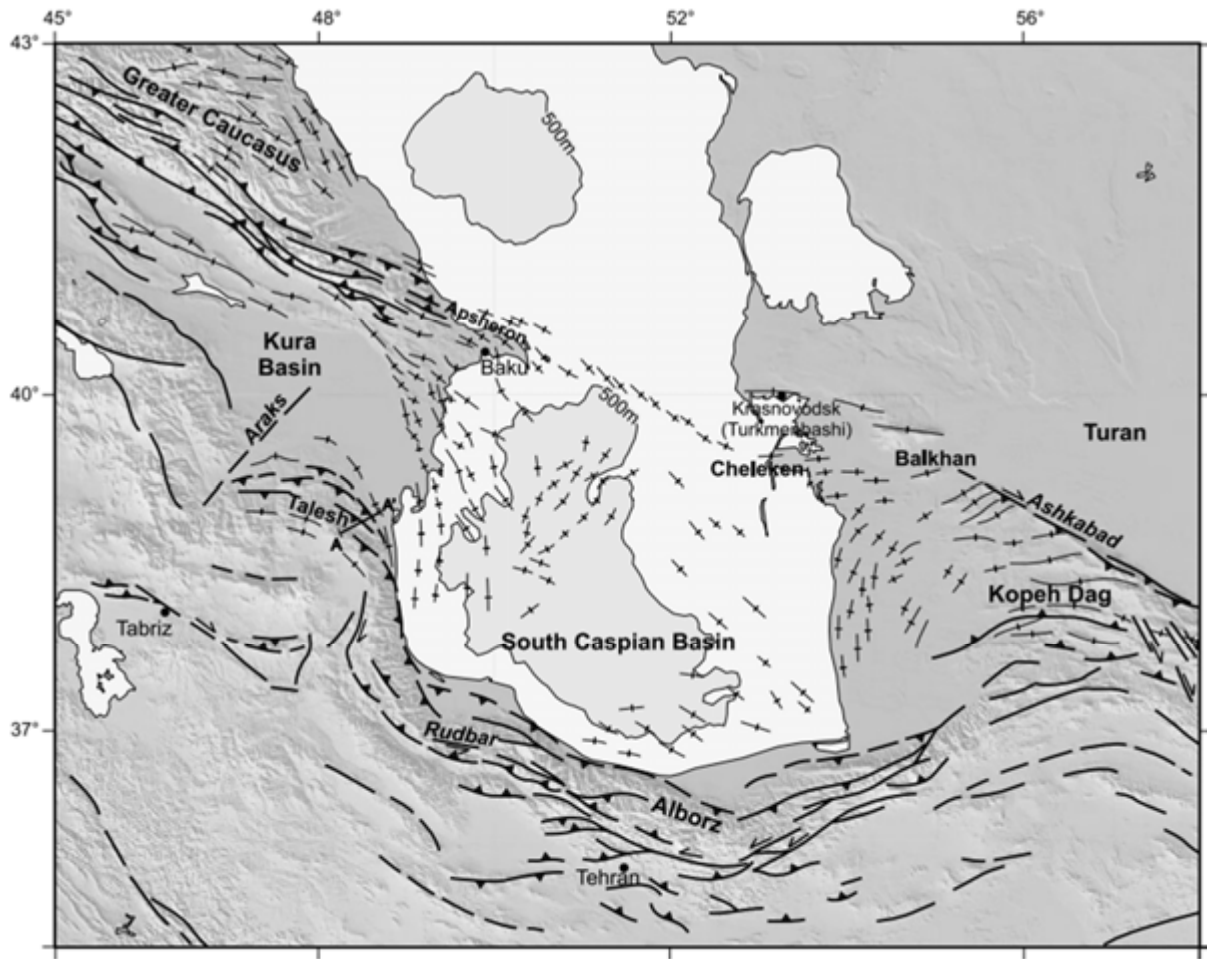 45°
48°
52°
56°
43°
Greater Caucasus
500m
Apsheron
Kura
Basin
Baku
40°
500m
Krasnovodsk
(Turkmenbashi)
Araks
Turan
Cheleken
Balkhan
Talesh
A'
Ashkabad
A
Kopeh Dag
Tabriz
South Caspian Basin
37°
Rudbar
Alborz
Tehran